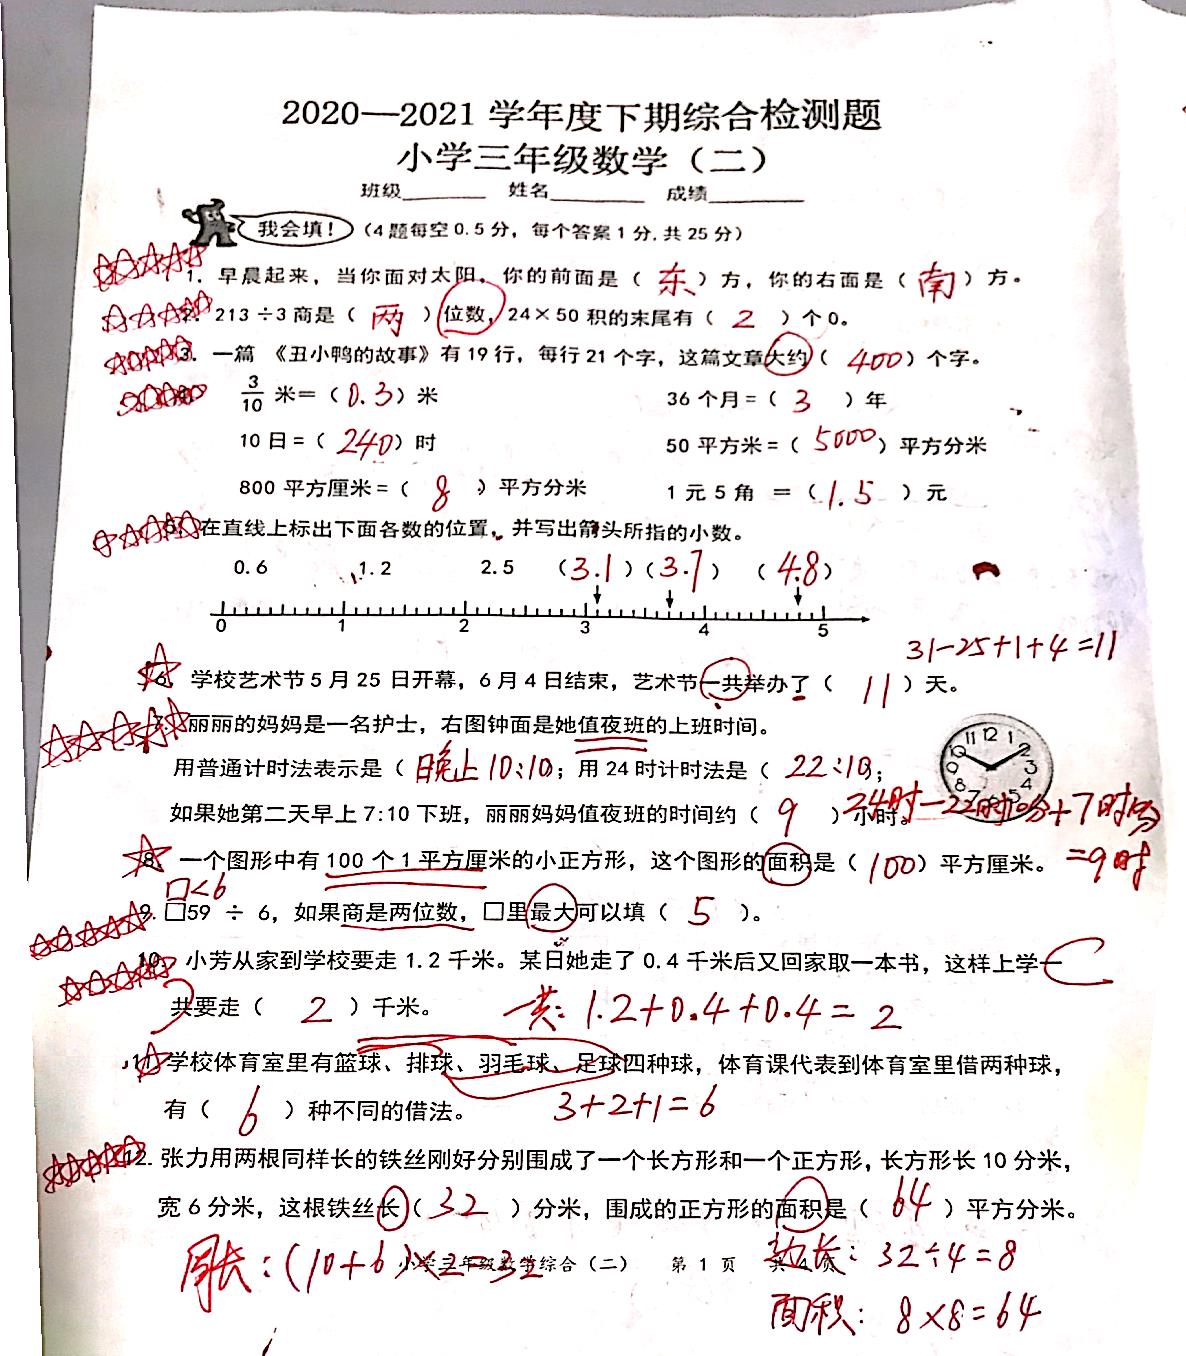 2020—2021 学年度下期综合检测题
小学三年级数学（二）
班级________ 姓名________ 成绩________
我会填！（4题每空0.5分，每个答案1分,共25分）
1. 早晨起来，当你面对太阳，你的前面是（ 东 ）方，你的右面是（ 南 ）方。
2. 213÷3商是（ 两 ）位数，24×50积的末尾有（ 2 ）个0。
3. 一篇《丑小鸭的故事》有19行，每行21个字，这篇文章大约（ 400 ）个字。
3/10 米=（ 0.3 ）米 36个月=（ 3 ）年
10日=（ 240 ）时 50平方米=（ 5000 ）平方分米
800平方厘米=（ 8 ）平方分米 1元5角 =（ 1.5 ）元
5. 在直线上标出下面各数的位置，并写出箭头所指的小数。
0.6 1.2 2.5 （ 3.1 ）（ 3.7 ）（ 4.8 ）
0 1 2 3 4 5
31-25+1+4=11
6. 学校艺术节5月25日开幕，6月4日结束，艺术节一共举办了（ 11 ）天。
7. 丽丽的妈妈是一名护士，右图钟面是她值夜班的上班时间。
用普通计时法表示是（ 晚上10:10；用24时计时法是（ 22:10；
如果她第二天早上7:10下班，丽丽妈妈值夜班的时间约（ 9 ）小时。
=9时
8. 一个图形中有100个1平方厘米的小正方形，这个图形的面积是（ 100 ）平方厘米。
□<6
9. □59 ÷ 6，如果商是两位数，□里最大可以填（ 5 ）。
10. 小芳从家到学校要走1.2千米。某日她走了0.4千米后又回家取一本书，这样上学一
共要走（ 2 ）千米。 一共：1.2+0.4+0.4=2
11. 学校体育室里有篮球、排球、羽毛球、足球四种球，体育课代表到体育室里借两种球，
有（ 6 ）种不同的借法。 3+2+1=6
12. 张力用两根同样长的铁丝刚好分别围成了一个长方形和一个正方形，长方形长10分米，
宽6分米，这根铁丝长（ 32 ）分米，围成的正方形的面积是（ 64 ）平方分米。
周长：(10+6)×2=32 边长：32÷4=8
小学三年级数学综合（二） 第 1 页 共 4 页
面积：8×8=64